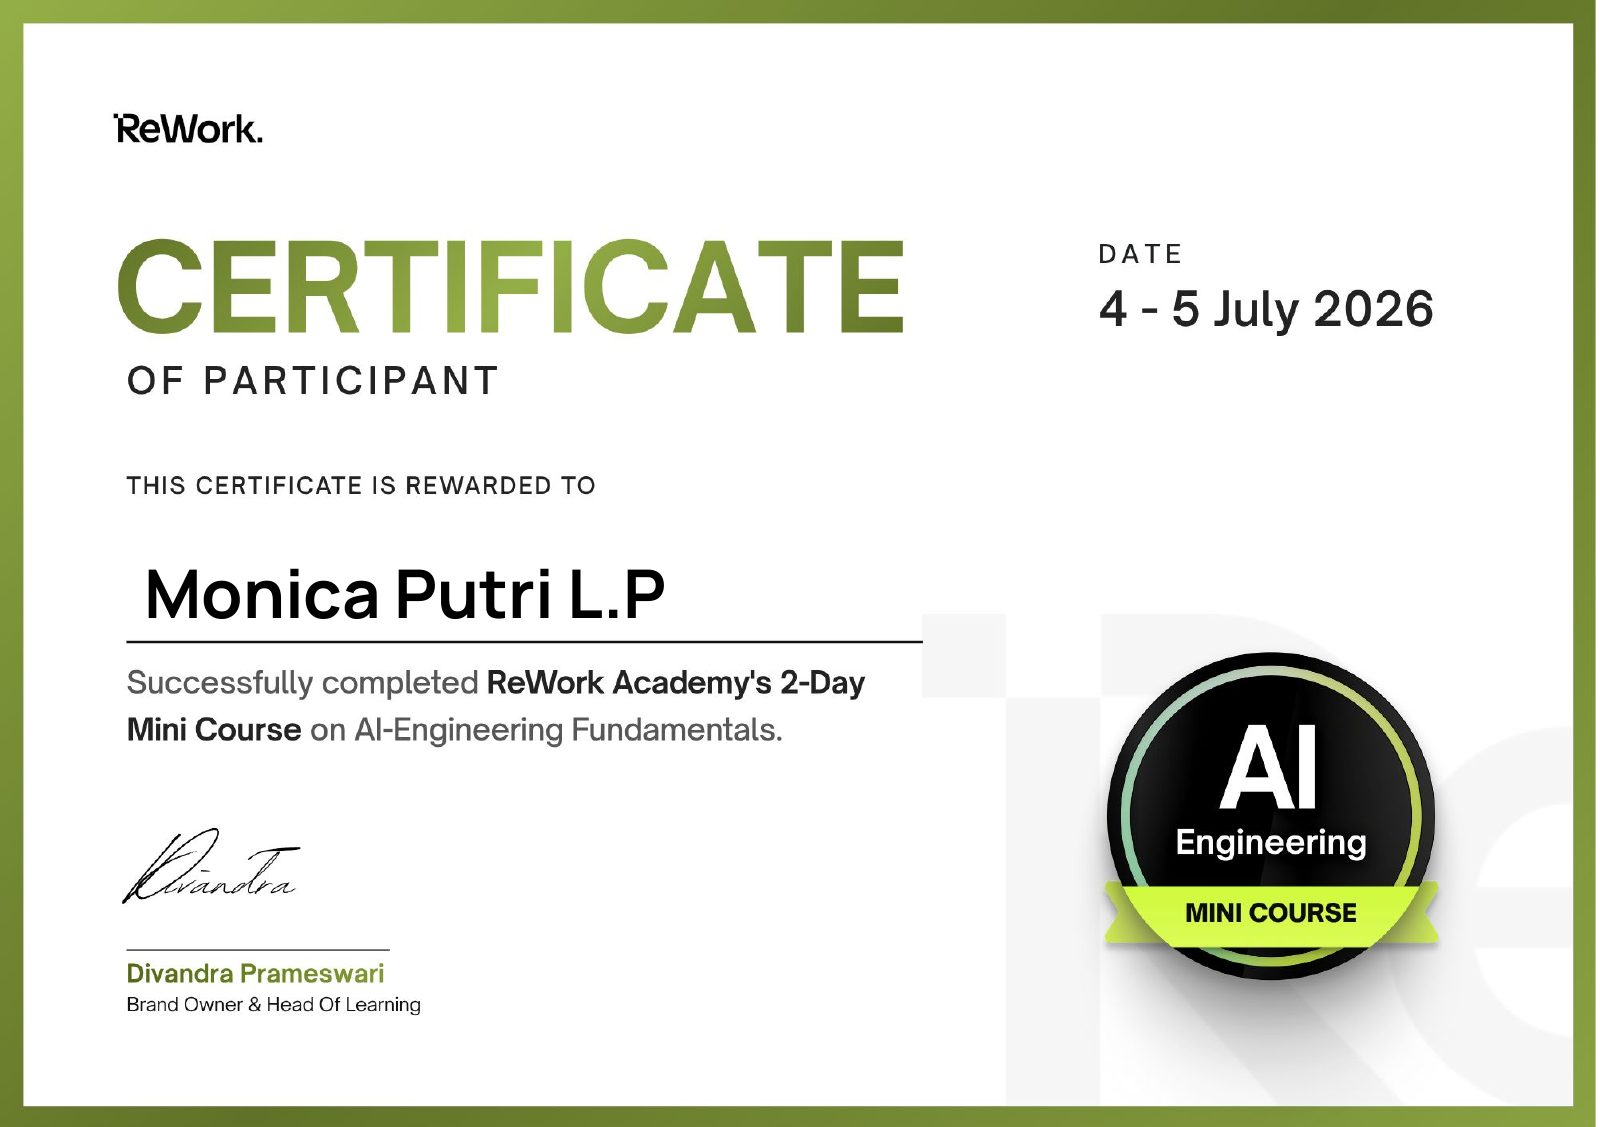 ReWork.
CERTIFICATE
OF PARTICIPANT
DATE
4 - 5 July 2026
THIS CERTIFICATE IS REWARDED TO
Monica Putri L.P
Successfully completed ReWork Academy's 2-Day
Mini Course on AI-Engineering Fundamentals.
Divandra
Divandra Prameswari
Brand Owner & Head Of Learning
AI
Engineering
MINI COURSE
Re